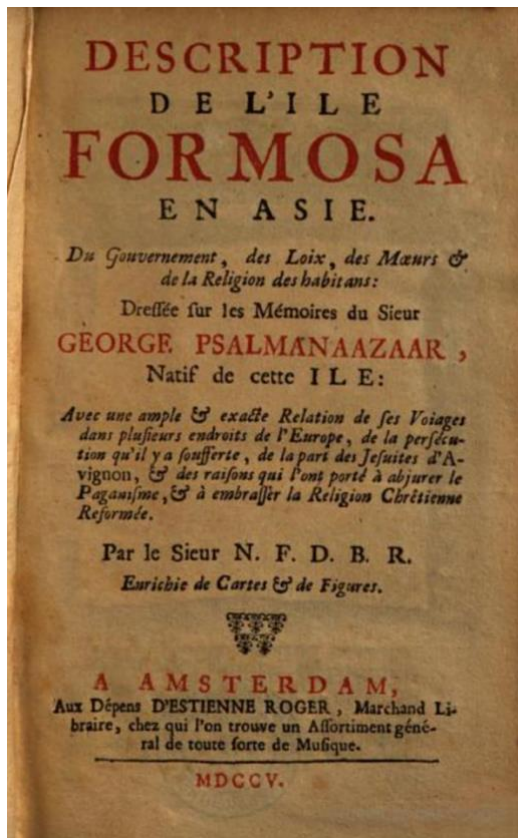 DESCRIPTION
DE L'ILE
FORMOSA
EN ASIE.
Du Gouvernement, des Loix, des Mœurs &
de la Religion des habitans:
Dreſſée ſur les Mémoires du Sieur
GEORGE PSALMANAAZAAR,
Natif de cette ILE:
Avec une ample & exacte Relation de ſes Voiages
dans pluſieurs endroits de l'Europe, de la perſécu-
tion qu'il y a ſoufferte, de la part des Jeſuites d'A-
vignon, & des raiſons qui l'ont porté à abjurer le
Paganiſme, & à embraſſer la Religion Chrêtienne
Reformée.
Par le Sieur N. F. D. B. R.
Enrichie de Cartes & de Figures.
A AMSTERDAM,
Aux Dépens D'ESTIENNE ROGER, Marchand Li-
braire, chez qui l'on trouve un Aſſortiment géné-
ral de toute ſorte de Muſique.
MDCCV.